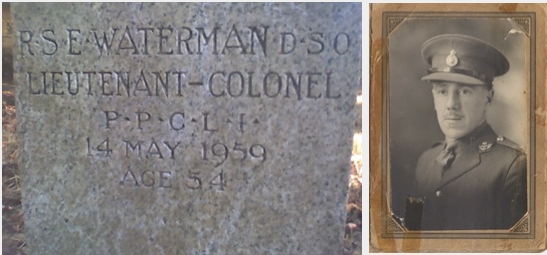 R·S·E·WATERMAN D·S·O
LIEUTENANT-COLONEL
P·P·C·L·I·
14 MAY 1959
AGE 54